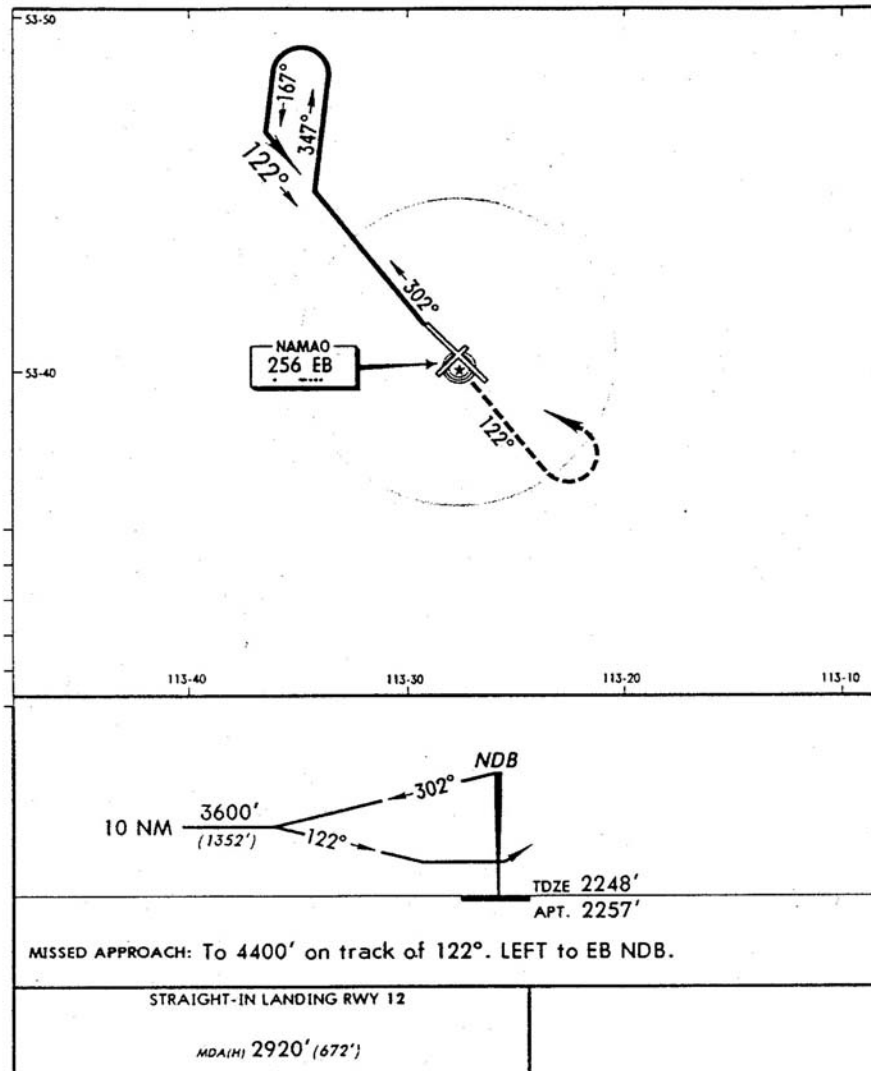 53-50
167°
347°
122°
302°
NAMAO
256 EB
53-40
122°
113-40
113-30
113-20
113-10
NDB
302°
10 NM
3600'
(1352')
122°
TDZE 2248'
APT. 2257'
MISSED APPROACH: To 4400' on track of 122°. LEFT to EB NDB.
STRAIGHT-IN LANDING RWY 12
MDA(H) 2920' (672')